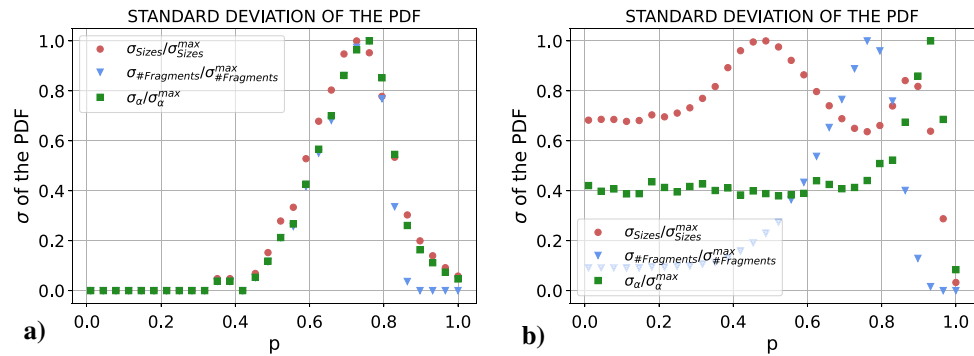 STANDARD DEVIATION OF THE PDF
σ of the PDF
1.0
0.8
0.6
0.4
0.2
0.0
σ_Sizes/σ_Sizes^max
σ_#Fragments/σ_#Fragments^max
σ_α/σ_α^max
0.0 0.2 0.4 0.6 0.8 1.0
a)
p
STANDARD DEVIATION OF THE PDF
σ of the PDF
1.0
0.8
0.6
0.4
0.2
0.0
σ_Sizes/σ_Sizes^max
σ_#Fragments/σ_#Fragments^max
σ_α/σ_α^max
0.0 0.2 0.4 0.6 0.8 1.0
b)
p